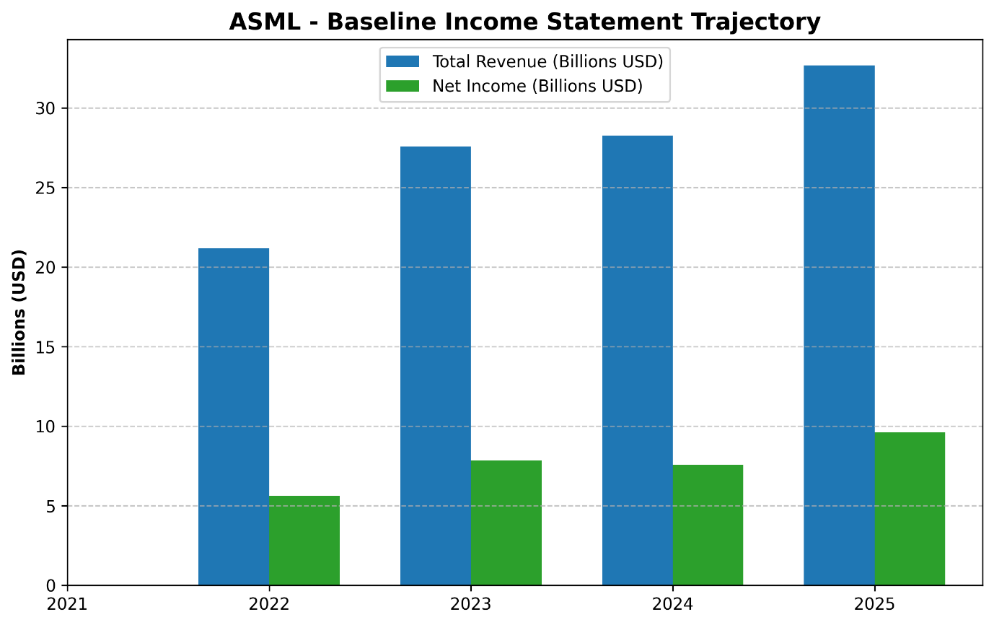 ASML - Baseline Income Statement Trajectory
Total Revenue (Billions USD)
Net Income (Billions USD)
Billions (USD)
30
25
20
15
10
5
0
2021 2022 2023 2024 2025